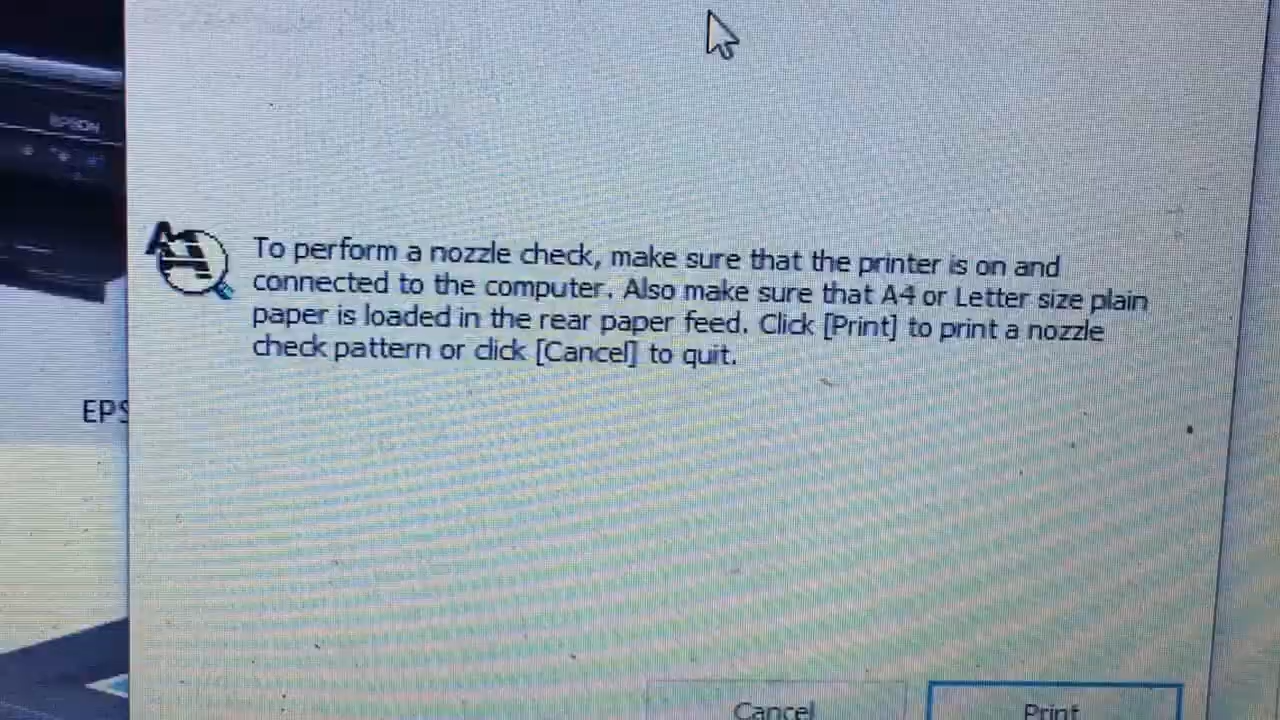 EPSON
To perform a nozzle check, make sure that the printer is on and
connected to the computer. Also make sure that A4 or Letter size plain
paper is loaded in the rear paper feed. Click [Print] to print a nozzle
check pattern or click [Cancel] to quit.
EPS
Cancel
Print